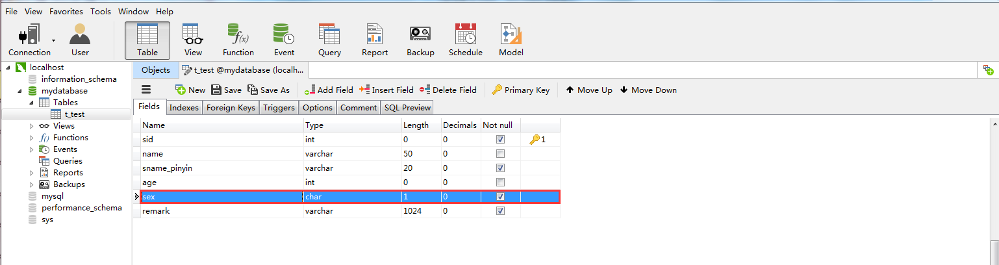 File View Favorites Tools Window Help
Connection User Table View Function Event Query Report Backup Schedule Model
localhost
information_schema
mydatabase
Tables
t_test
Views
Functions
Events
Queries
Reports
Backups
mysql
performance_schema
sys
Objects t_test @mydatabase (localh...
New Save Save As Add Field Insert Field Delete Field Primary Key Move Up Move Down
Fields Indexes Foreign Keys Triggers Options Comment SQL Preview
Name Type Length Decimals Not null
sid int 0 0 1
name varchar 50 0
sname_pinyin varchar 20 0
age int 0 0
sex char 1 0
remark varchar 1024 0